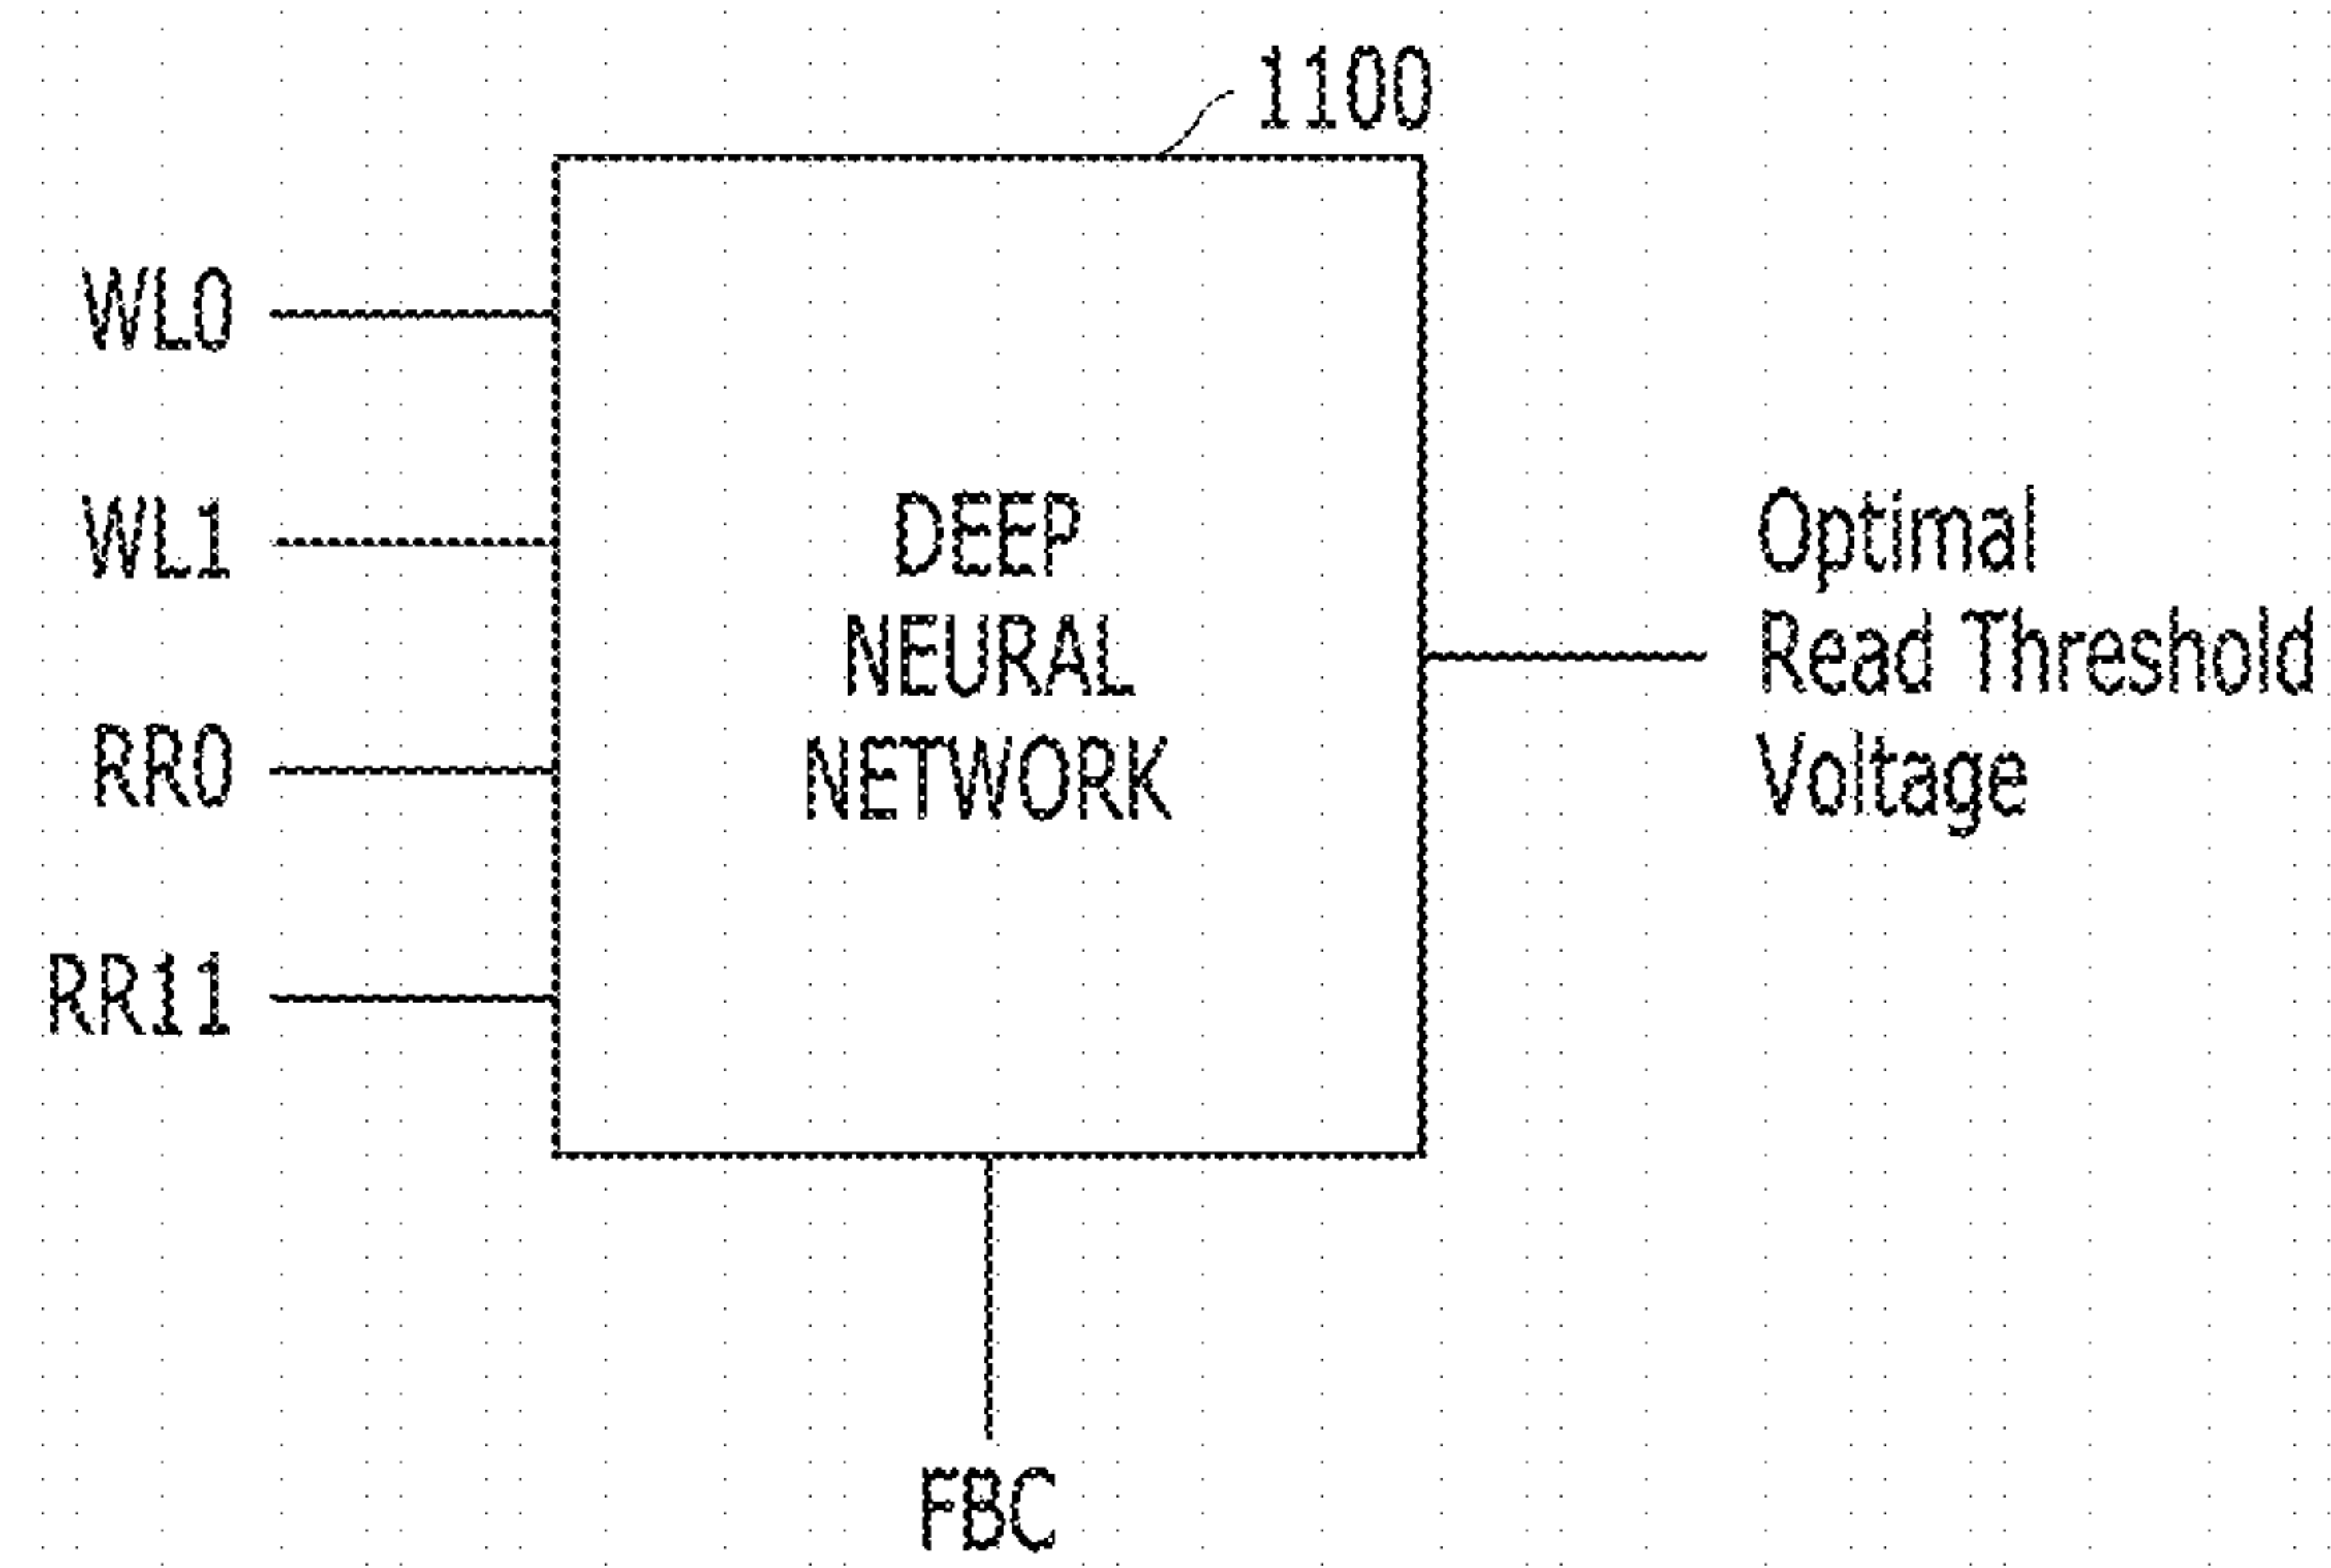 1100
WL0
WL1
RR0
RR11
DEEP
NEURAL
NETWORK
Optimal
Read Threshold
Voltage
FBC